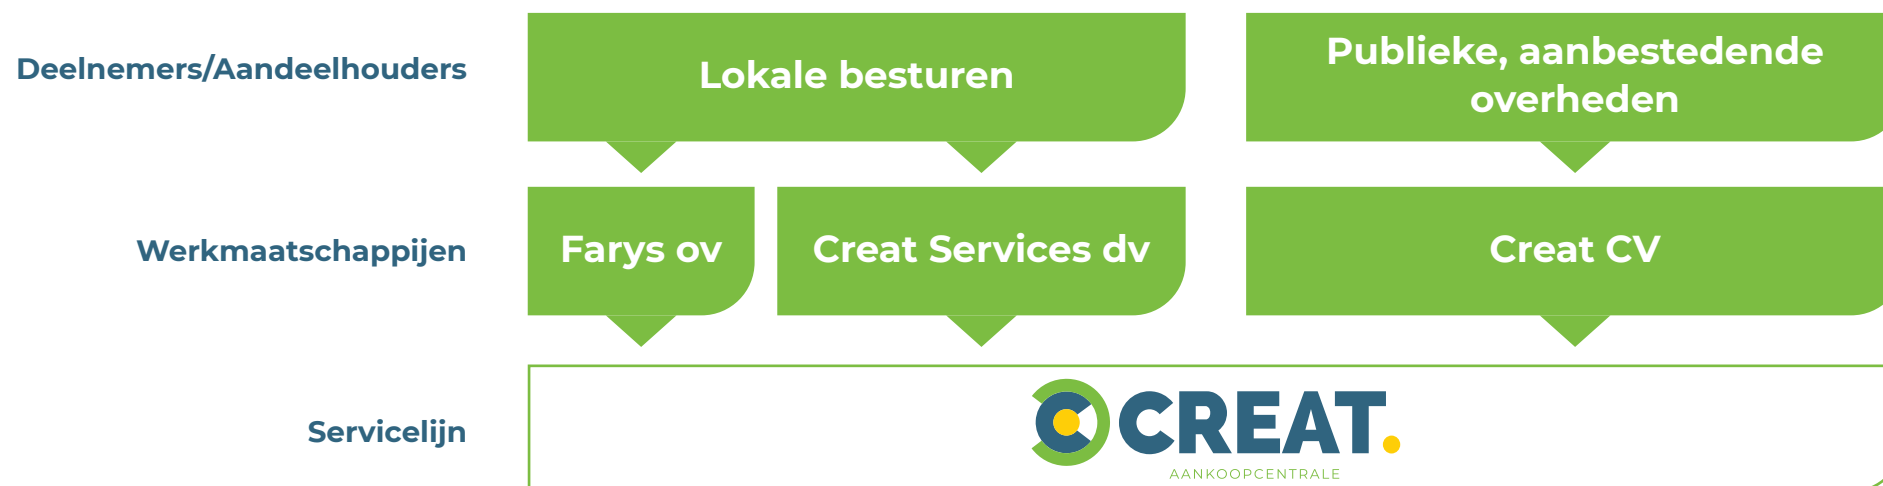 Deelnemers/Aandeelhouders
Lokale besturen
Publieke, aanbestedende
overheden
Werkmaatschappijen
Farys ov
Creat Services dv
Creat CV
Servicelijn
CREAT.
AANKOOPCENTRALE